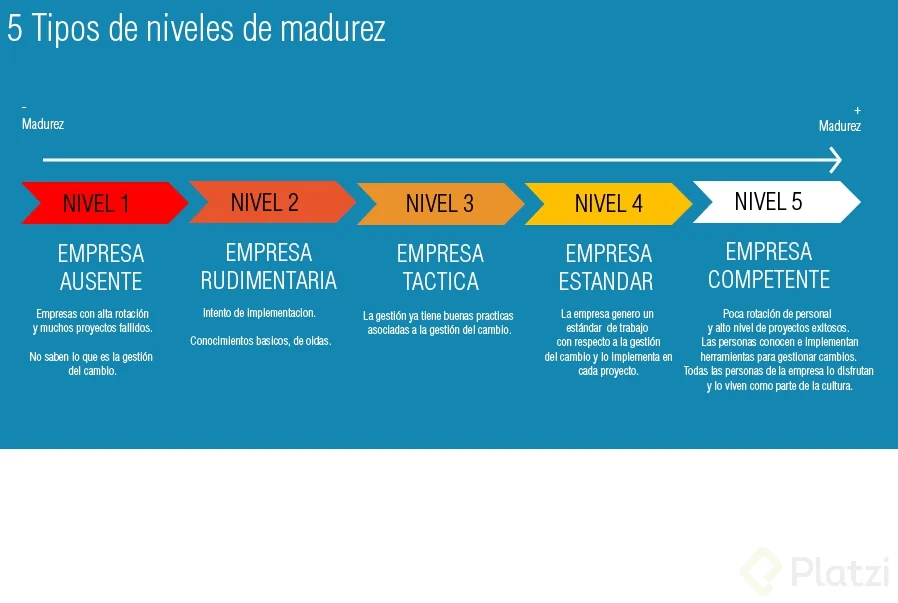 5 Tipos de niveles de madurez
-
Madurez
+
Madurez
NIVEL 1
EMPRESA
AUSENTE
Empresas con alta rotación
y muchos proyectos fallidos.
No saben lo que es la gestión
del cambio.
NIVEL 2
EMPRESA
RUDIMENTARIA
Intento de implementacion.
Conocimientos basicos, de oidas.
NIVEL 3
EMPRESA
TACTICA
La gestión ya tiene buenas practicas
asociadas a la gestión del cambio.
NIVEL 4
EMPRESA
ESTANDAR
La empresa genero un
estándar de trabajo
con respecto a la gestión
del cambio y lo implementa en
cada proyecto.
NIVEL 5
EMPRESA
COMPETENTE
Poca rotación de personal
y alto nivel de proyectos exitosos.
Las personas conocen e implementan
herramientas para gestionar cambios.
Todas las personas de la empresa lo disfrutan
y lo viven como parte de la cultura.
Platzi